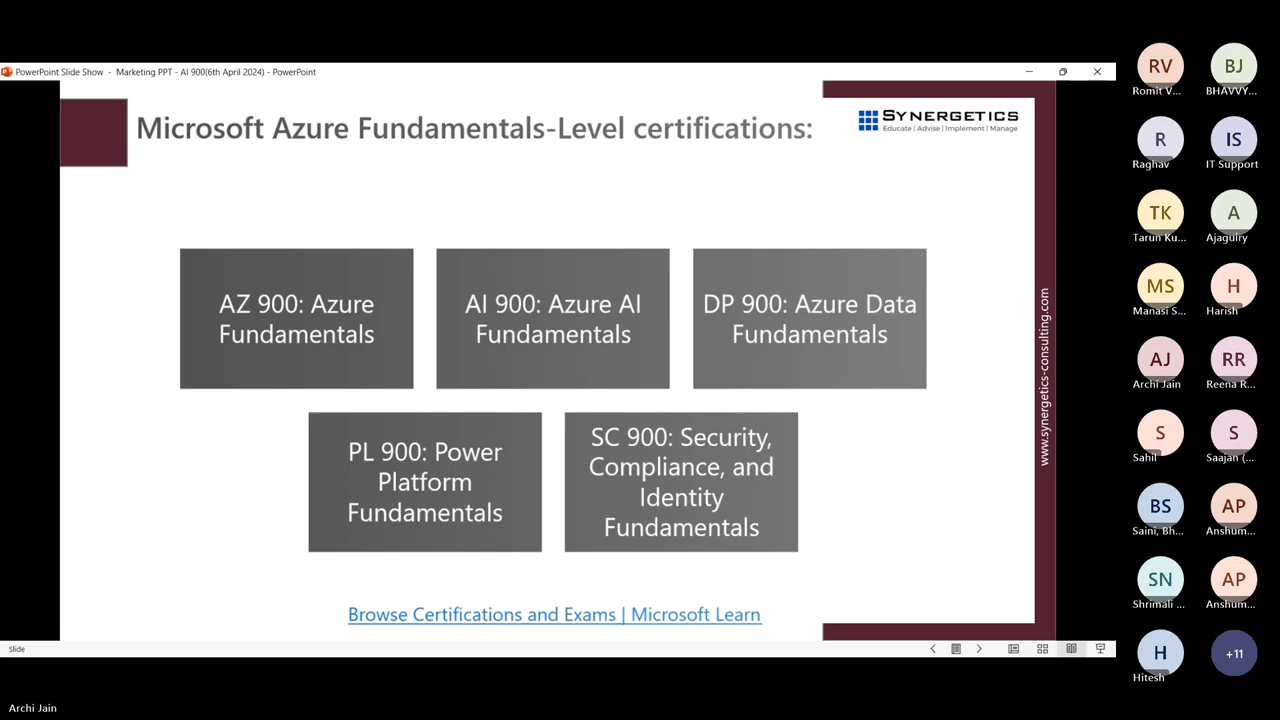 PowerPoint Slide Show - Marketing PPT - AI 900(6th April 2024) - PowerPoint
Microsoft Azure Fundamentals-Level certifications:
SYNERGETICS
Educate | Advise | Implement | Manage
AZ 900: Azure
Fundamentals
AI 900: Azure AI
Fundamentals
DP 900: Azure Data
Fundamentals
PL 900: Power
Platform
Fundamentals
SC 900: Security,
Compliance, and
Identity
Fundamentals
Browse Certifications and Exams | Microsoft Learn
www.synergetics-consulting.com
Slide
Archi Jain
RV
Romit V...
BJ
BHAVVY...
R
Raghav
IS
IT Support
TK
Tarun Ku...
A
Ajaguiry
MS
Manasi S...
H
Harish
AJ
Archi Jain
RR
Reena R...
S
Sahil
S
Saajan (...
BS
Saini, Bh...
AP
Anshum...
SN
Shrimali ...
AP
Anshum...
H
Hitesh
+11